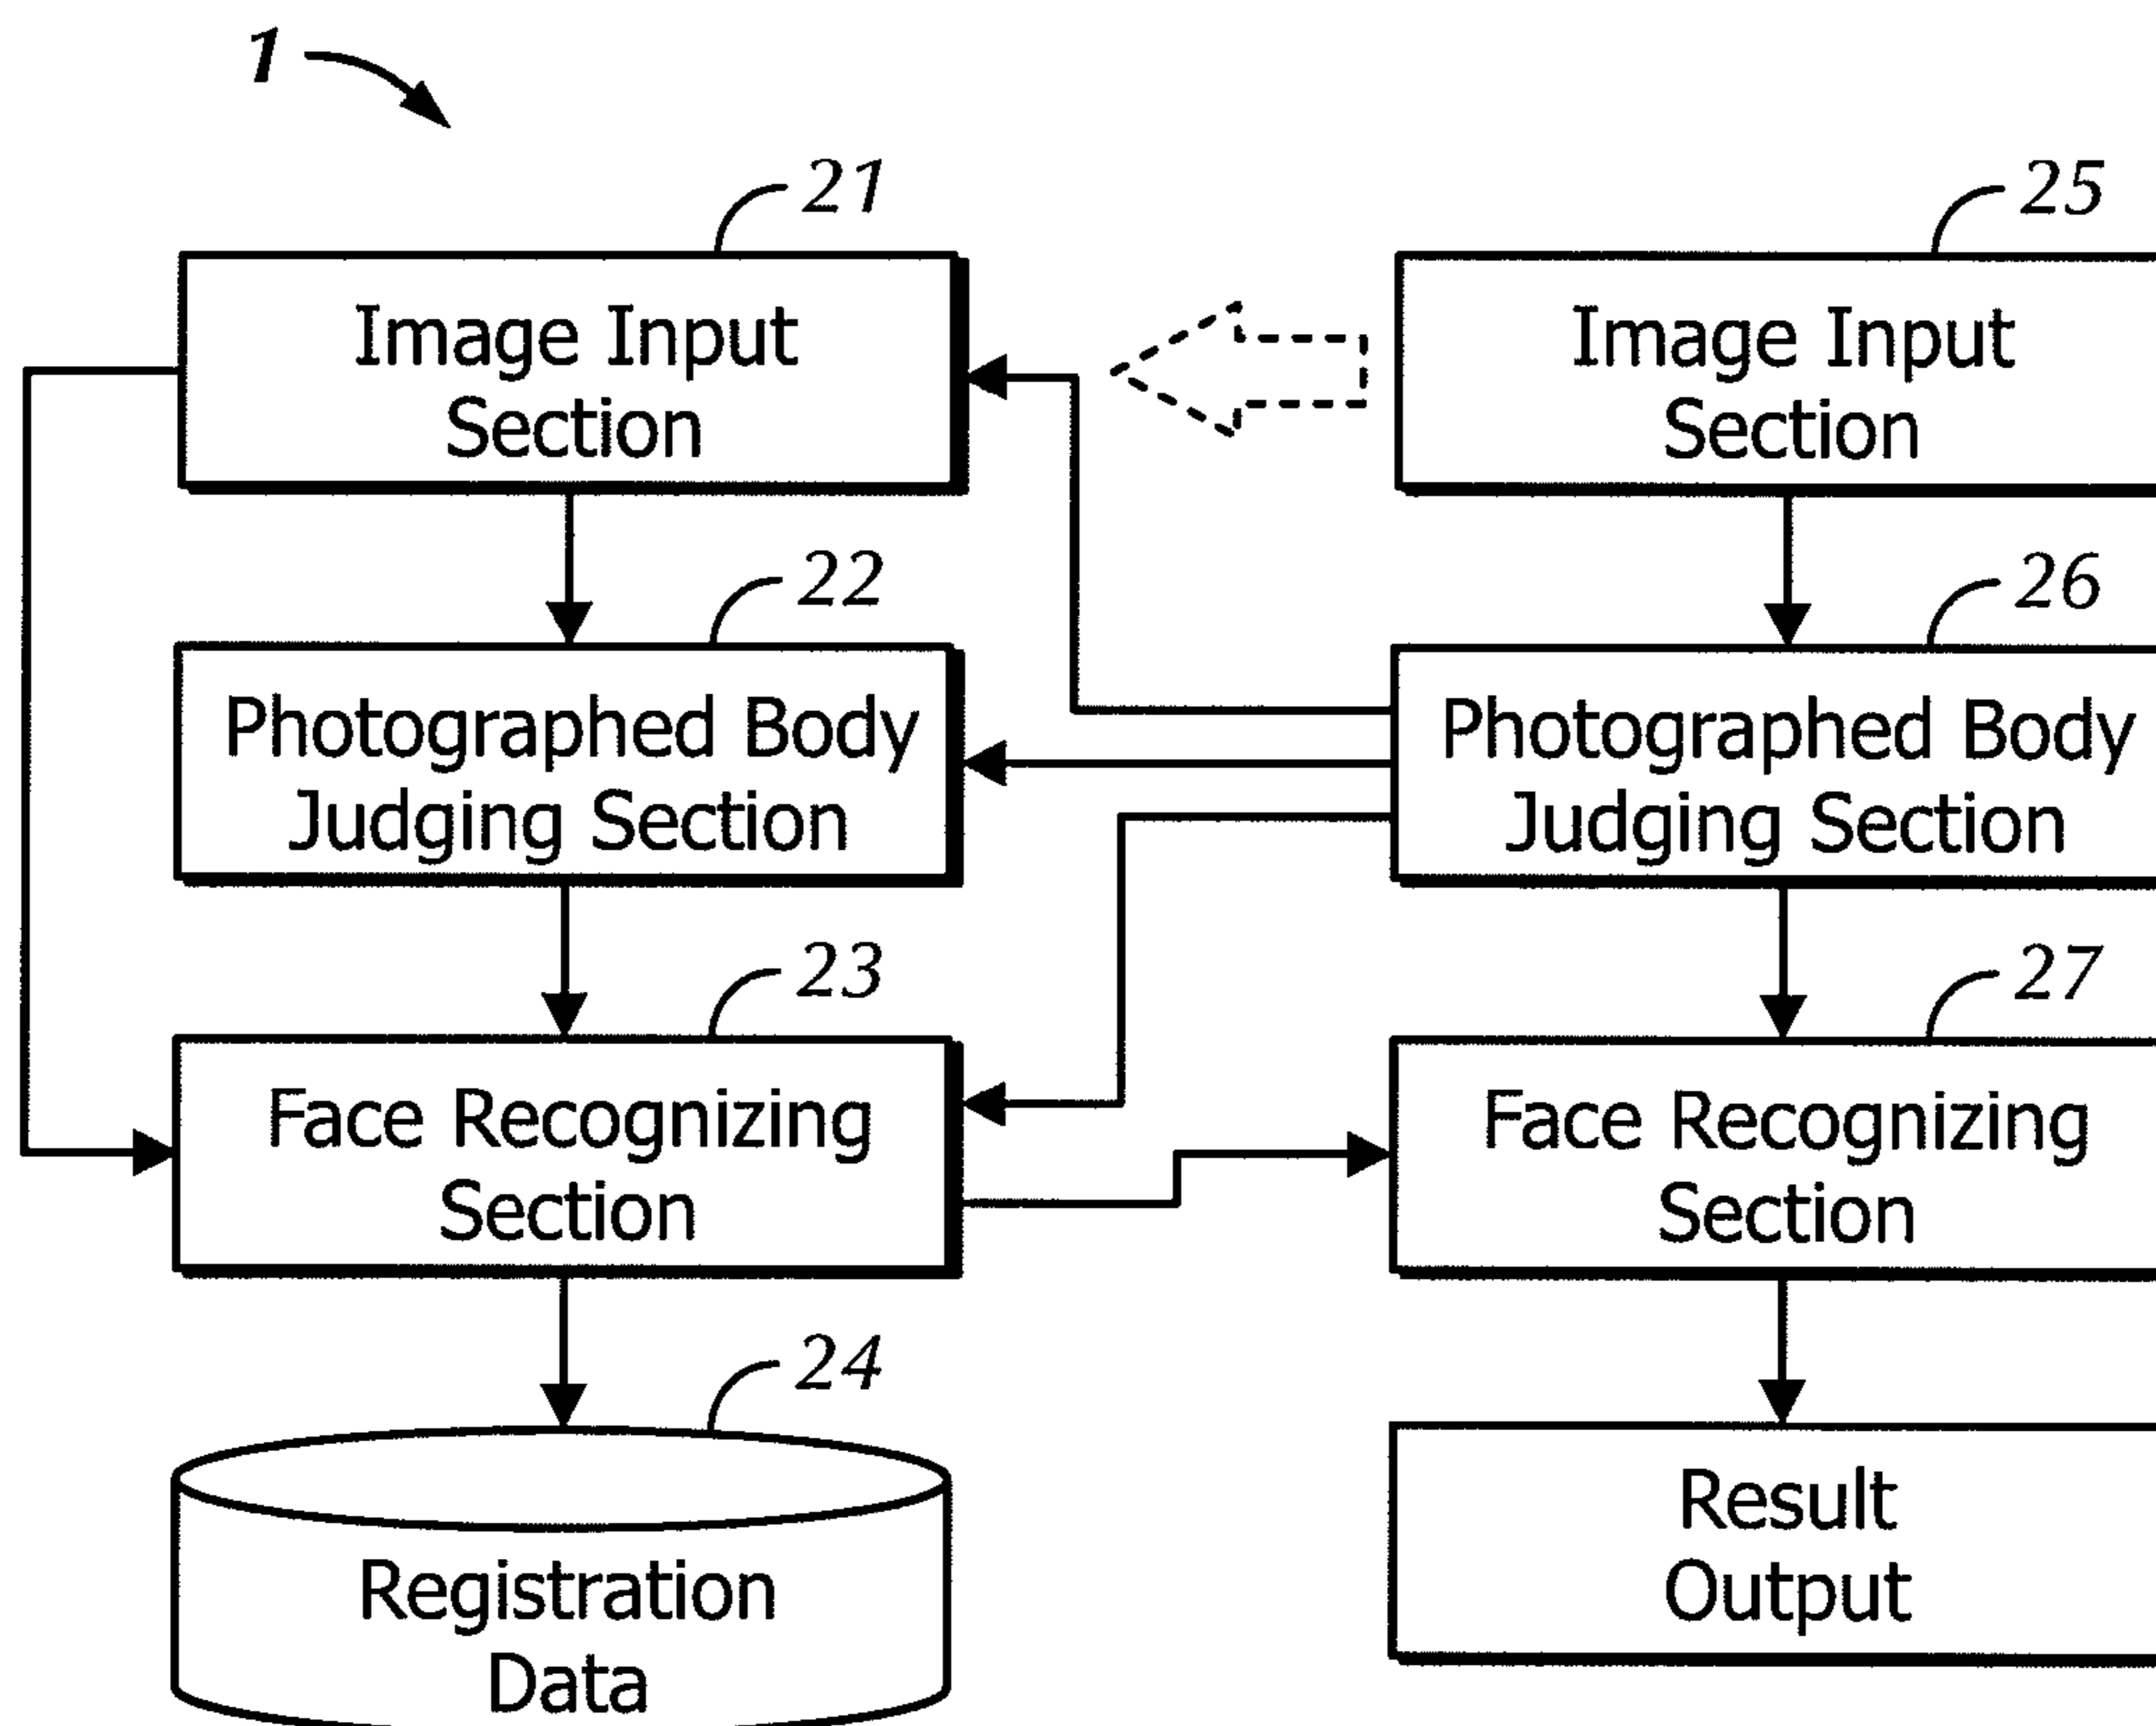 1
21
25
Image Input
Section
Image Input
Section
22
26
Photographed Body
Judging Section
Photographed Body
Judging Section
23
27
Face Recognizing
Section
Face Recognizing
Section
24
Registration
Data
Result
Output